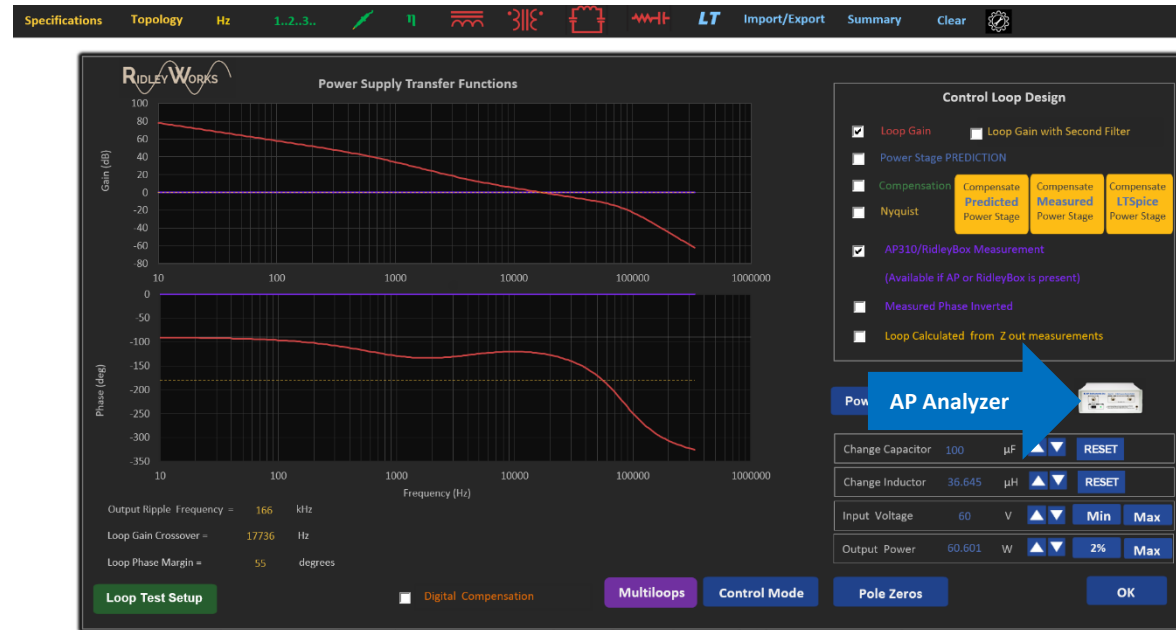 Specifications Topology Hz 1..2..3.. η LT Import/Export Summary Clear
RIDLEYWORKS
Power Supply Transfer Functions
Gain (dB)
100
80
60
40
20
0
-20
-40
-60
-80
10 100 1000 10000 100000 1000000
Phase (deg)
0
-50
-100
-150
-200
-250
-300
-350
10 100 1000 10000 100000 1000000
Frequency (Hz)
Output Ripple Frequency = 166 kHz
Loop Gain Crossover = 17736 Hz
Loop Phase Margin = 55 degrees
Loop Test Setup
Digital Compensation
Multiloops
Control Mode
Control Loop Design
Loop Gain
Loop Gain with Second Filter
Power Stage PREDICTION
Compensation
Compensate
Predicted
Power Stage
Compensate
Measured
Power Stage
Compensate
LTSpice
Power Stage
Nyquist
AP310/RidleyBox Measurement
(Available if AP or RidleyBox is present)
Measured Phase Inverted
Loop Calculated from Z out measurements
AP Analyzer
Change Capacitor 100 µF RESET
Change Inductor 36.645 µH RESET
Input Voltage 60 V Min Max
Output Power 60.601 W 2% Max
Pole Zeros
OK